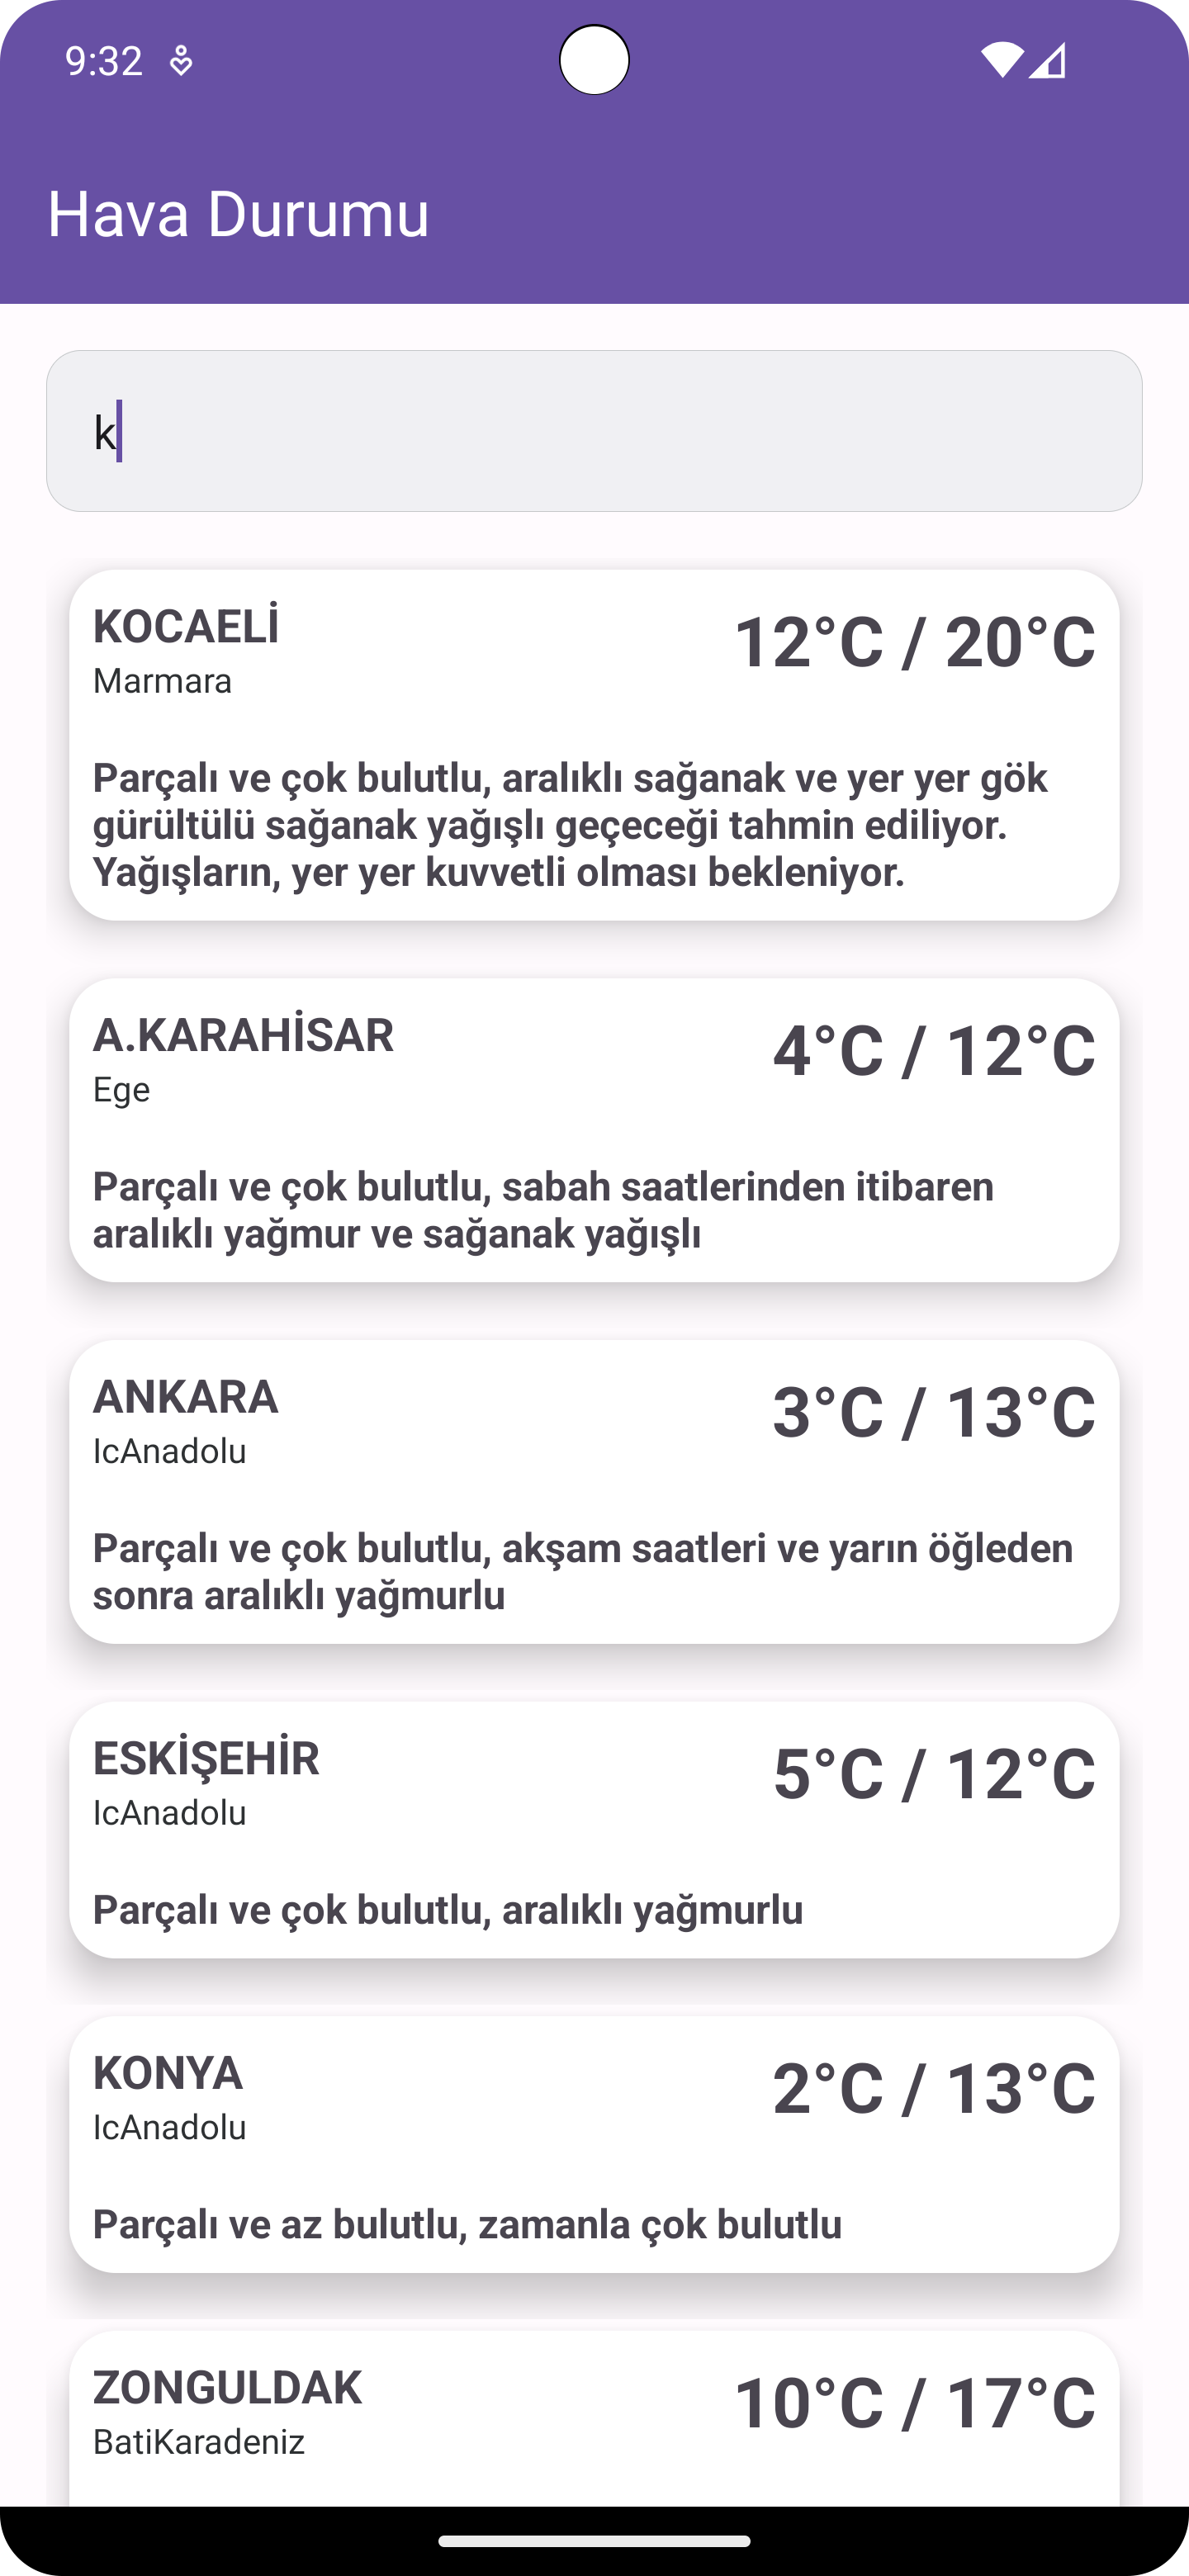 9:32
Hava Durumu
k
KOCAELİ
12°C / 20°C
Marmara
Parçalı ve çok bulutlu, aralıklı sağanak ve yer yer gök
gürültülü sağanak yağışlı geçeceği tahmin ediliyor.
Yağışların, yer yer kuvvetli olması bekleniyor.
A.KARAHİSAR
4°C / 12°C
Ege
Parçalı ve çok bulutlu, sabah saatlerinden itibaren
aralıklı yağmur ve sağanak yağışlı
ANKARA
3°C / 13°C
IcAnadolu
Parçalı ve çok bulutlu, akşam saatleri ve yarın öğleden
sonra aralıklı yağmurlu
ESKİŞEHİR
5°C / 12°C
IcAnadolu
Parçalı ve çok bulutlu, aralıklı yağmurlu
KONYA
2°C / 13°C
IcAnadolu
Parçalı ve az bulutlu, zamanla çok bulutlu
ZONGULDAK
10°C / 17°C
BatiKaradeniz